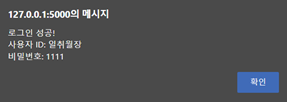 127.0.0.1:5000의 메시지
로그인 성공!
사용자 ID: 일취월장
비밀번호: 1111
확인